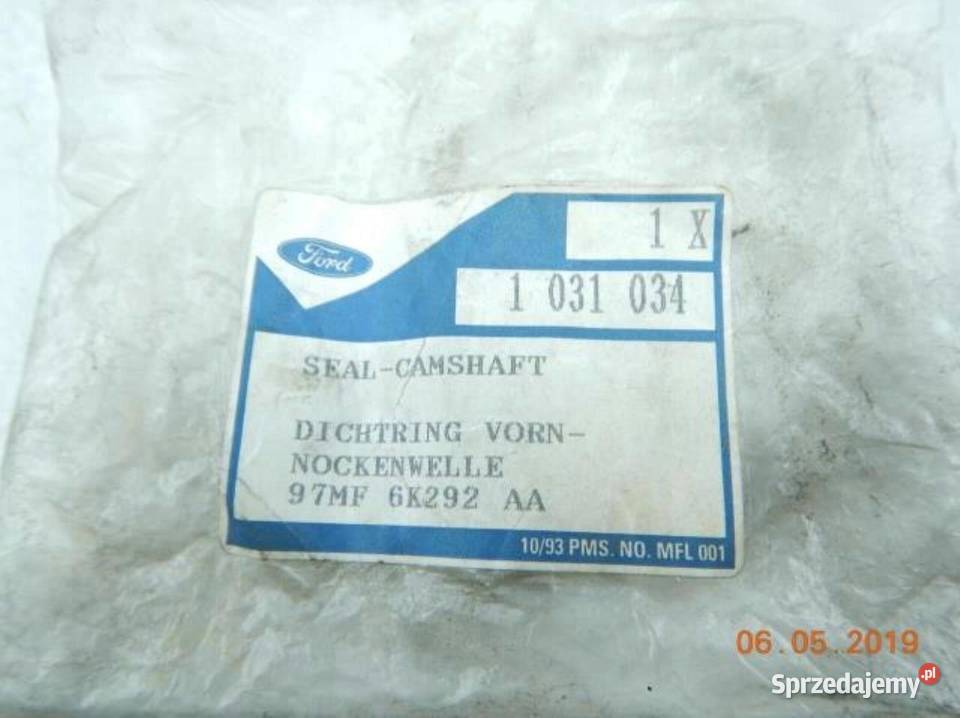 1 X
Ford
1 031 034
SEAL-CAMSHAFT
DICHTRING VORN-
NOCKENWELLE
97MF 6K292 AA
10/93 PMS. NO. MFL 001
06.05.2019
Sprzedajemy.pl